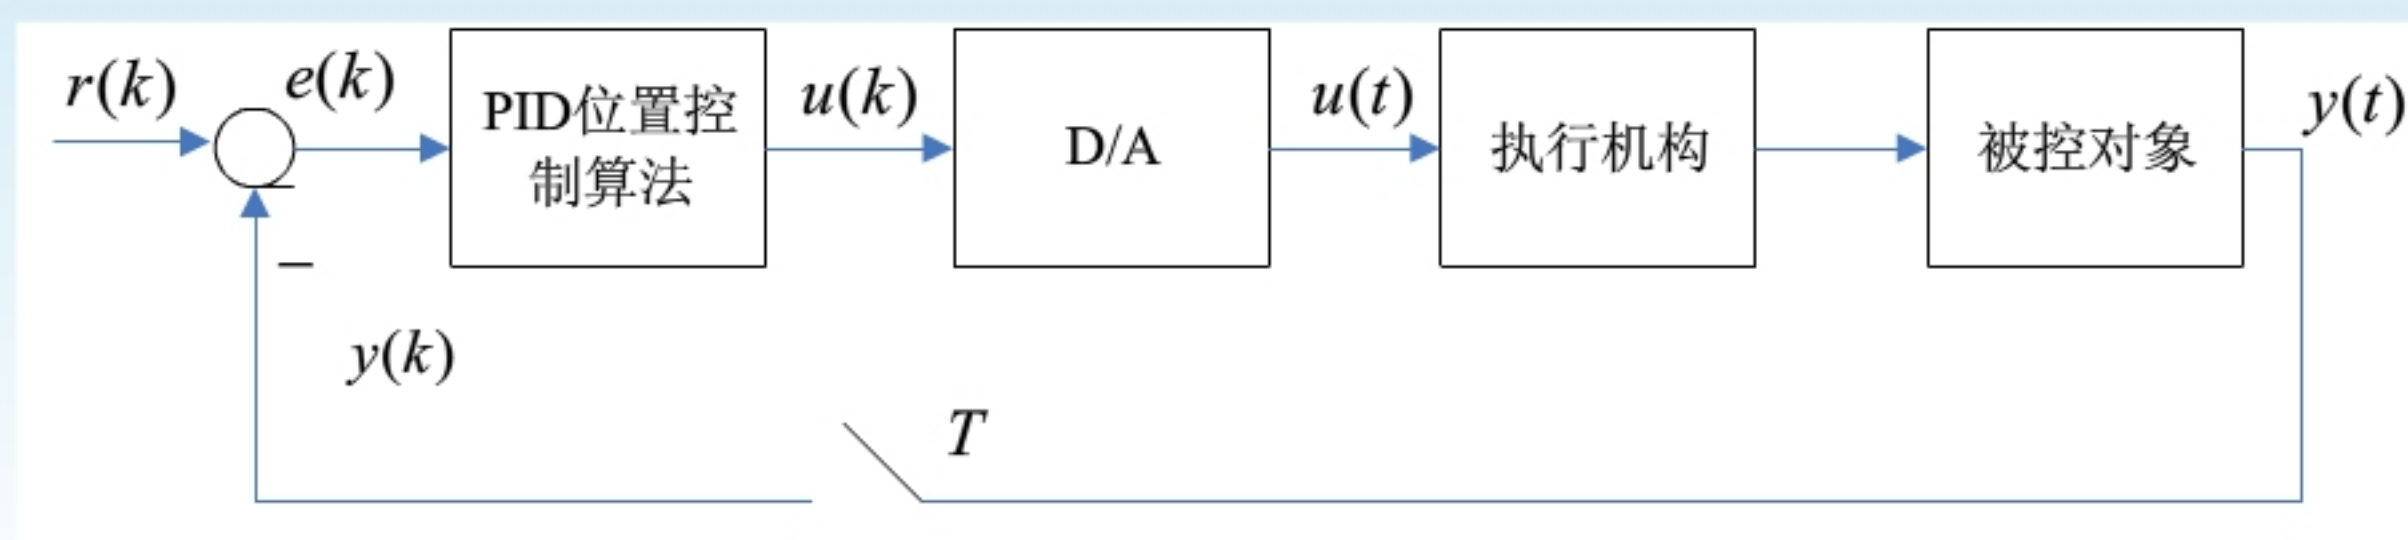 r(k)
e(k)
PID位置控
制算法
u(k)
D/A
u(t)
执行机构
被控对象
y(t)
−
y(k)
T